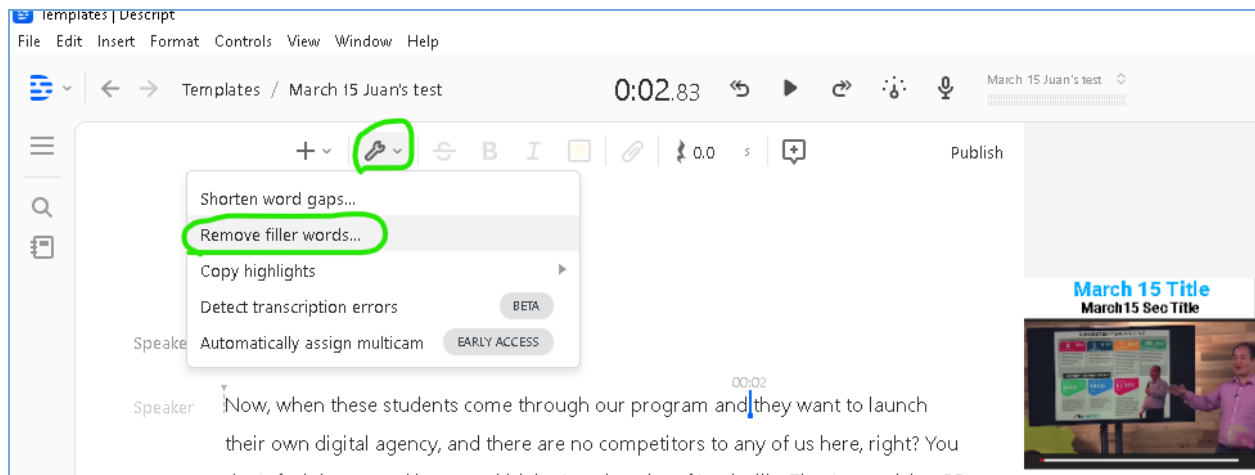 Templates | Descript
File Edit Insert Format Controls View Window Help
Templates / March 15 Juan's test
0:02.83
March 15 Juan's test
B I
0.0 s
Publish
Shorten word gaps...
Remove filler words...
Copy highlights
Detect transcription errors BETA
Automatically assign multicam EARLY ACCESS
Speake
March 15 Title
March 15 Sec Title
00:02
Speaker
Now, when these students come through our program and they want to launch
their own digital agency, and there are no competitors to any of us here, right? You